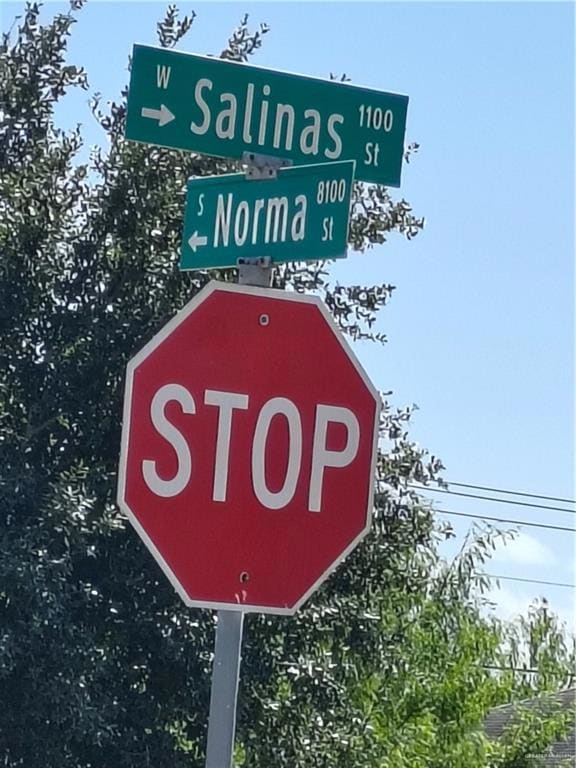 W Salinas 1100 St
→
S Norma 8100 St
←
STOP